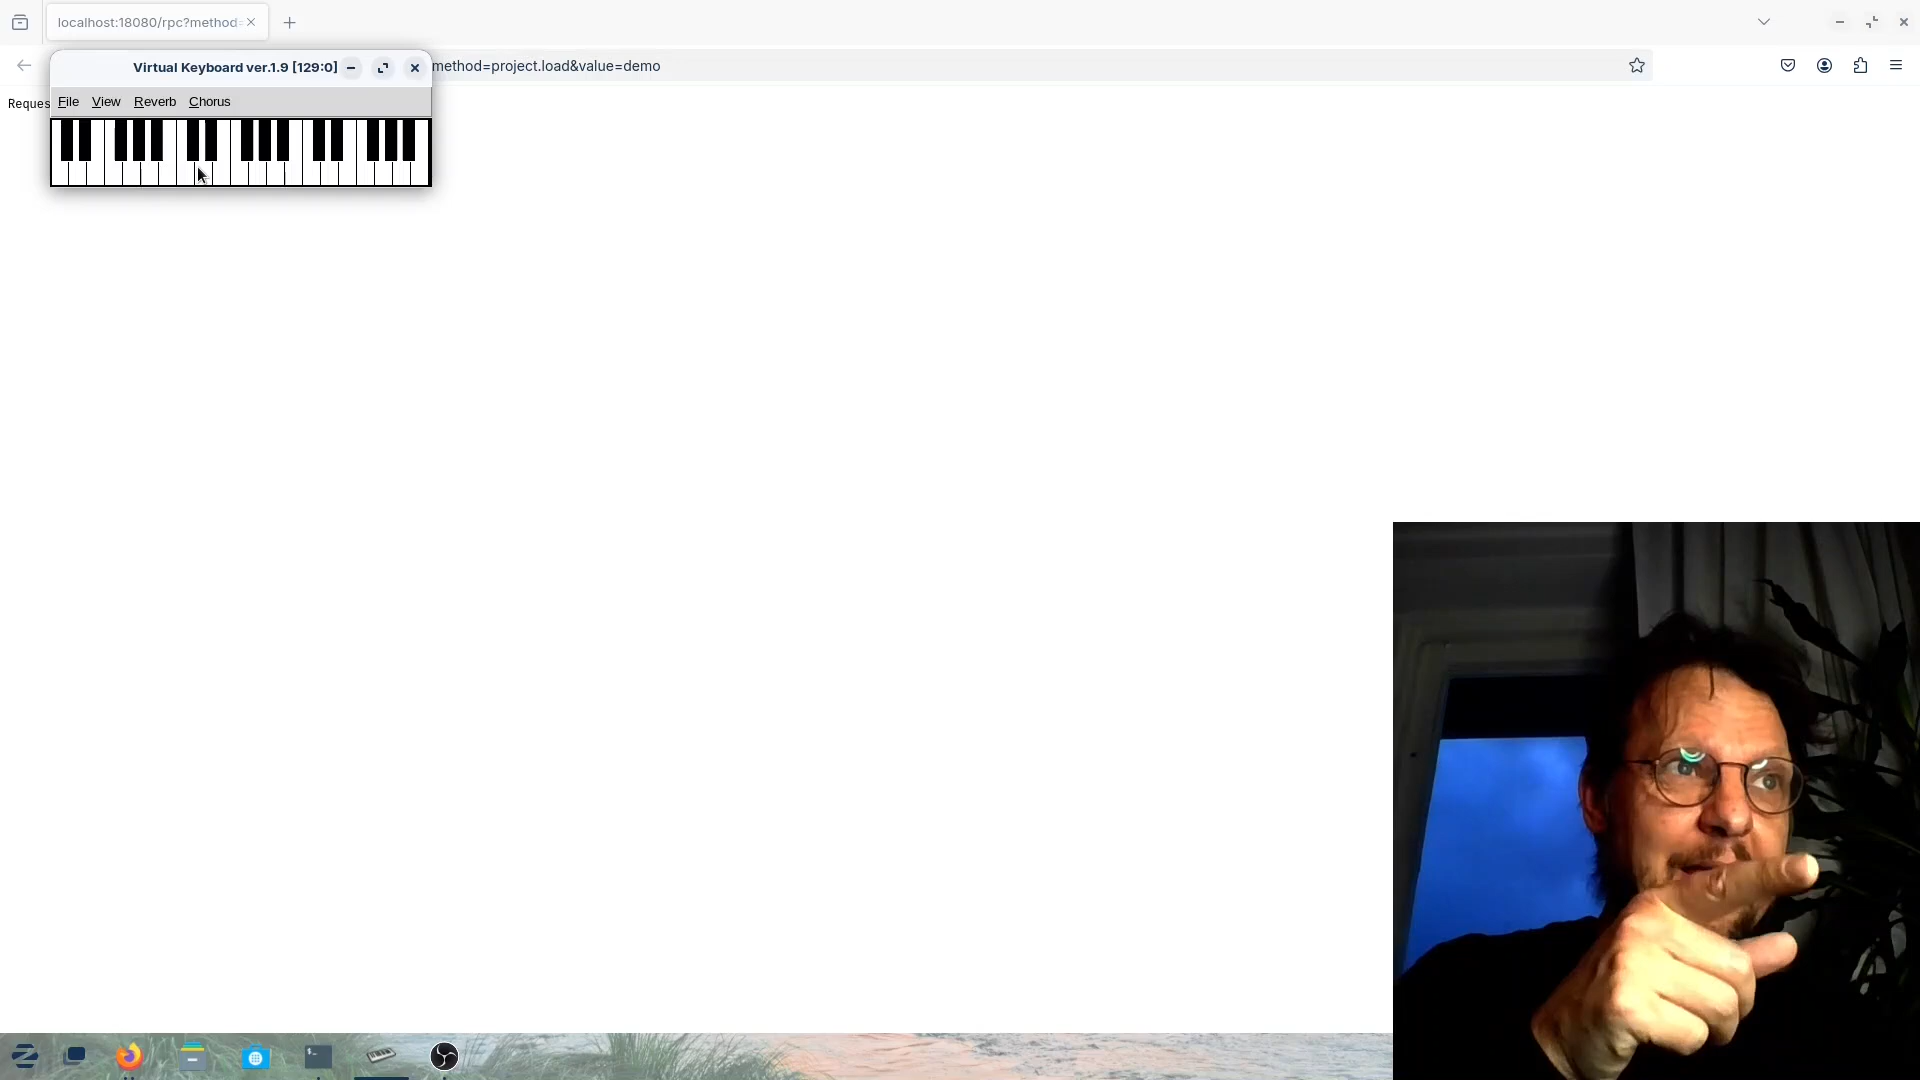 localhost:18080/rpc?method=
Virtual Keyboard ver.1.9 [129:0]
method=project.load&value=demo
Reques
File View Reverb Chorus